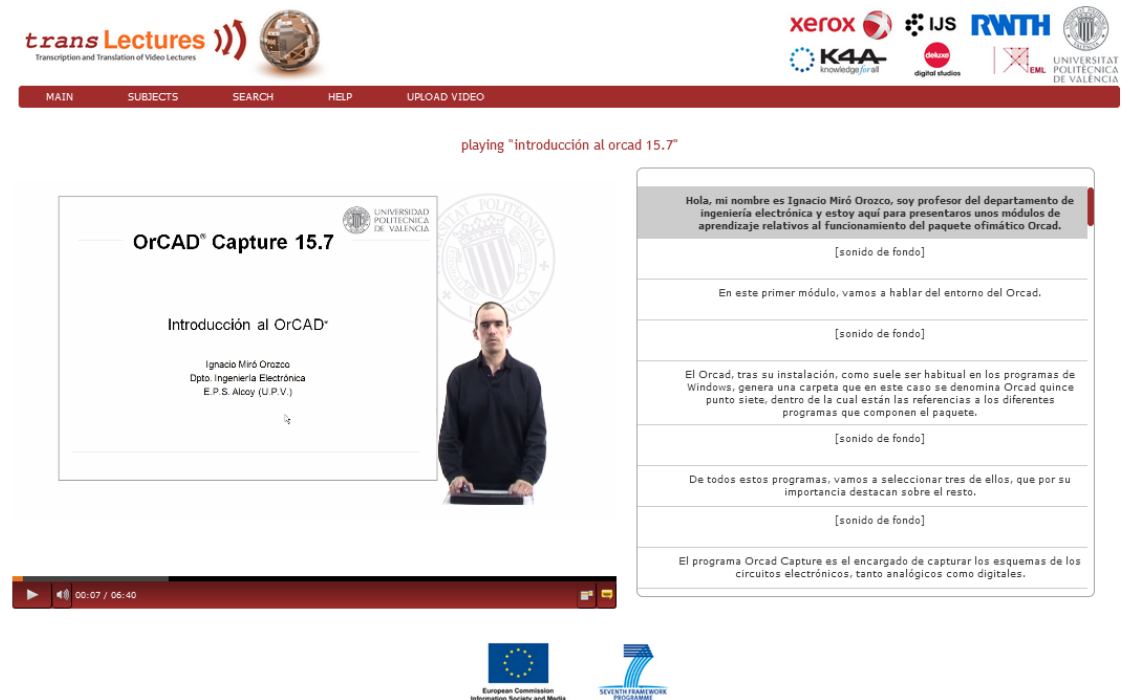 trans Lectures
Transcription and Translation of Video Lectures
xerox
IJS
RWTH
K4A
knowledge for all
deluxe
digital studios
EML
UNIVERSITAT
POLITÈCNICA
DE VALÈNCIA
MAIN SUBJECTS SEARCH HELP UPLOAD VIDEO
playing "introducción al orcad 15.7"
UNIVERSIDAD
POLITECNICA
DE VALENCIA
OrCAD® Capture 15.7
Introducción al OrCAD®
Ignacio Miró Orozco
Dpto. Ingeniería Electrónica
E.P.S. Alcoy (U.P.V.)
00:07 / 06:40
Hola, mi nombre es Ignacio Miró Orozco, soy profesor del departamento de
ingeniería electrónica y estoy aquí para presentaros unos módulos de
aprendizaje relativos al funcionamiento del paquete ofimático Orcad.
[sonido de fondo]
En este primer módulo, vamos a hablar del entorno del Orcad.
[sonido de fondo]
El Orcad, tras su instalación, como suele ser habitual en los programas de
Windows, genera una carpeta que en este caso se denomina Orcad quince
punto siete, dentro de la cual están las referencias a los diferentes
programas que componen el paquete.
[sonido de fondo]
De todos estos programas, vamos a seleccionar tres de ellos, que por su
importancia destacan sobre el resto.
[sonido de fondo]
El programa Orcad Capture es el encargado de capturar los esquemas de los
circuitos electrónicos, tanto analógicos como digitales.
European Commission
Information Society and Media
SEVENTH FRAMEWORK
PROGRAMME